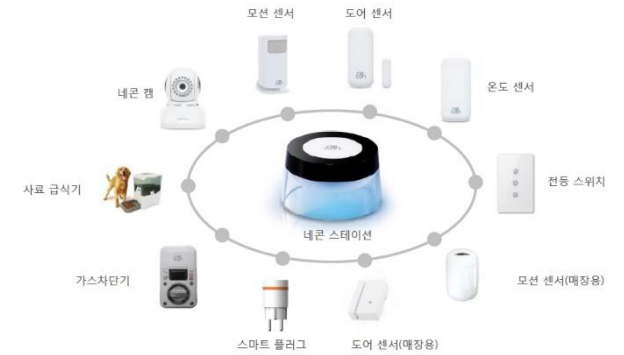 모션 센서
도어 센서
네콘 캠
온도 센서
사료 급식기
전등 스위치
네콘 스테이션
가스차단기
모션 센서(매장용)
스마트 플러그
도어 센서(매장용)